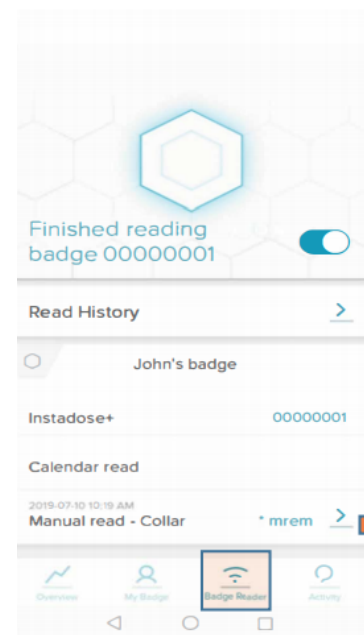 Finished reading
badge 00000001
Read History
John's badge
Instadose+ 00000001
Calendar read
2019-07-10 10:19 AM
Manual read - Collar * mrem
Overview My Badge Badge Reader Activity